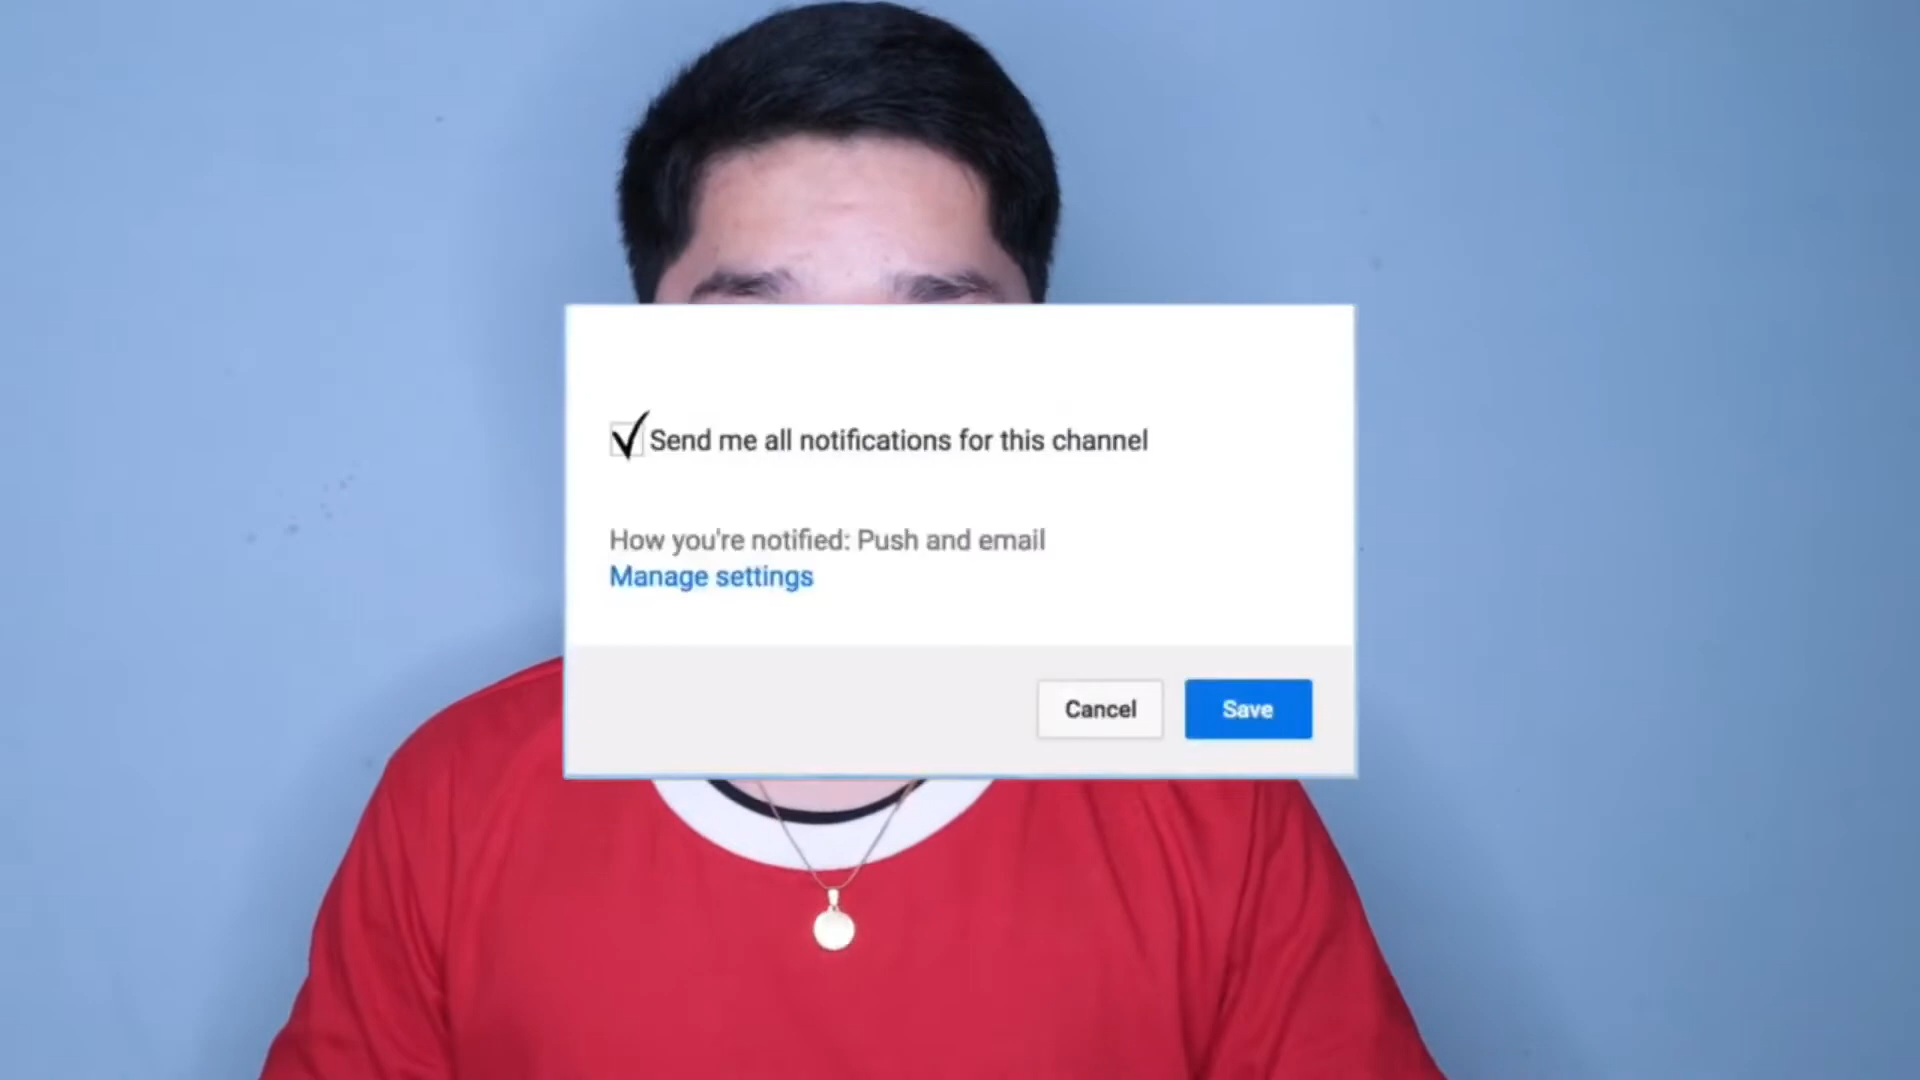 Send me all notifications for this channel
How you're notified: Push and email
Manage settings
Cancel
Save